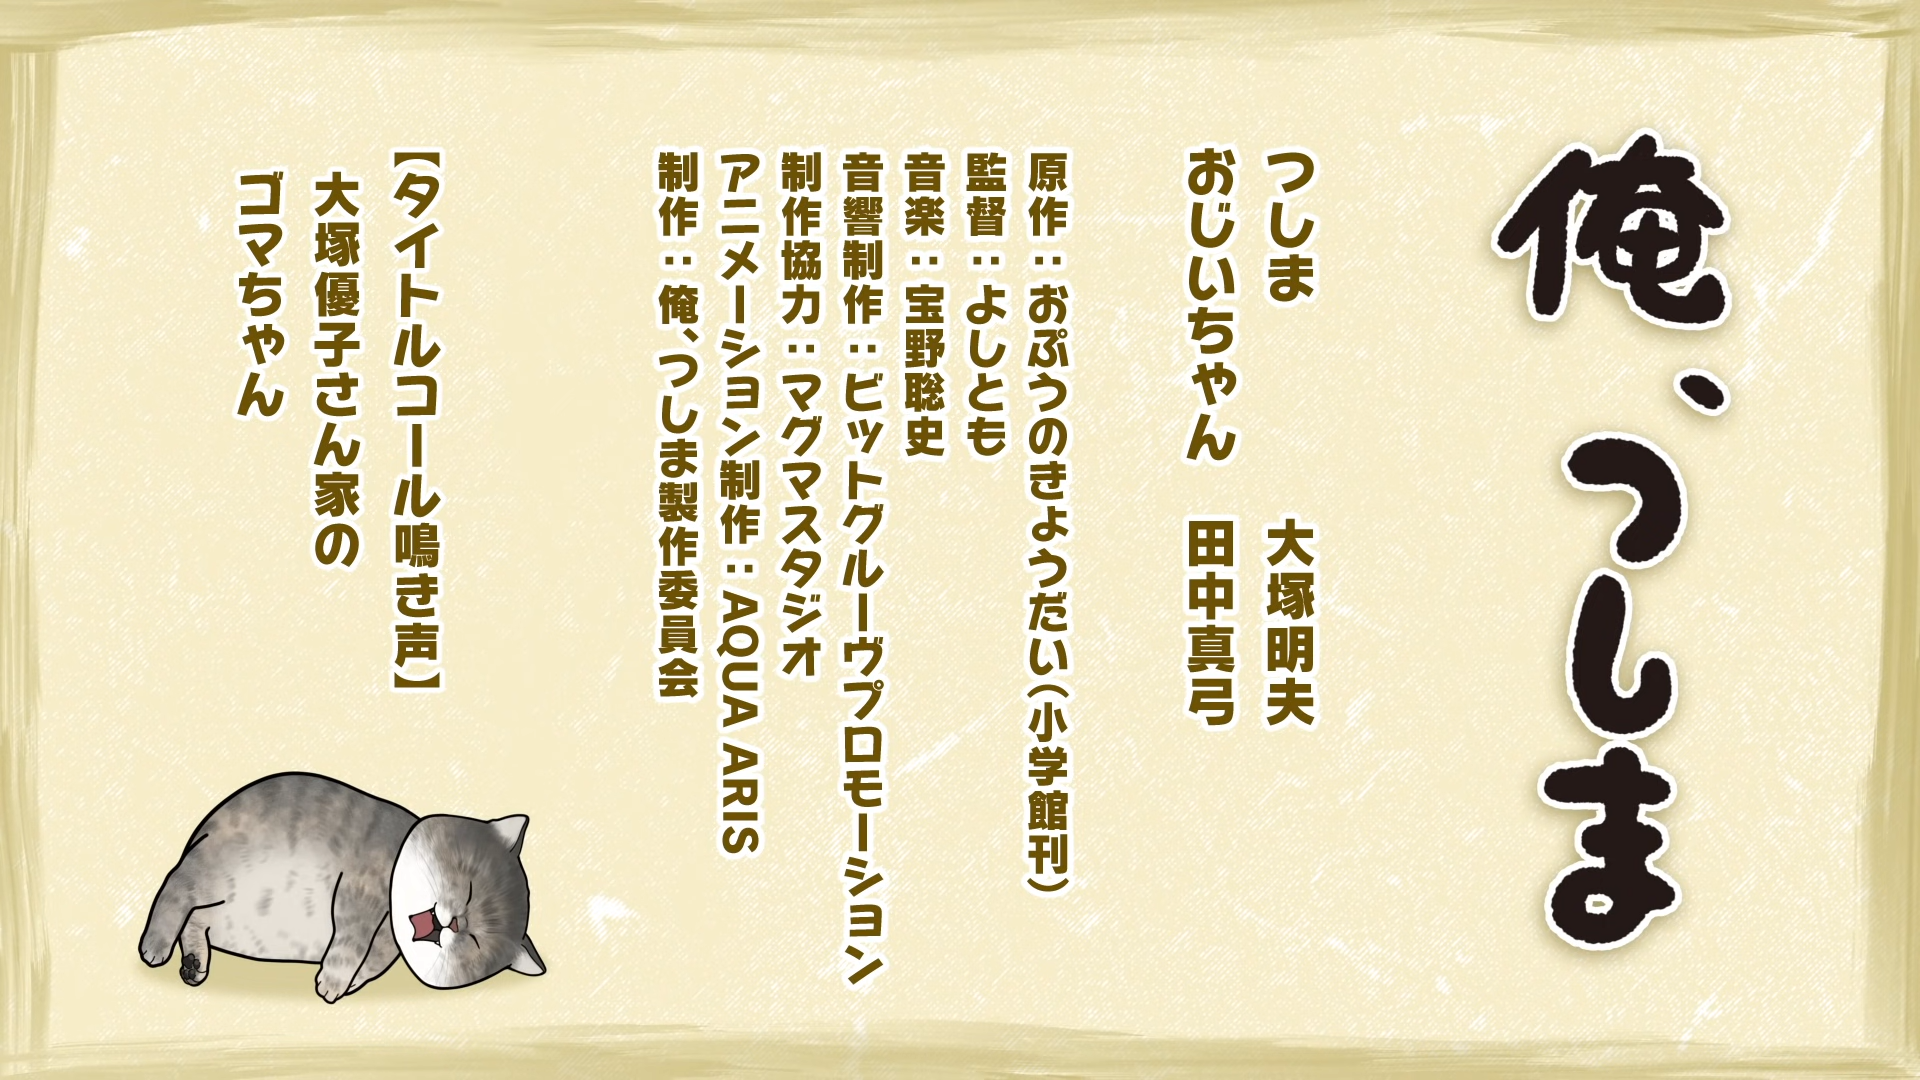 俺、つしま
つしま　大塚明夫
おじいちゃん　田中真弓
原作：おぷうのきょうだい（小学館刊）
監督：よしとも
音楽：宝野聡史
音響制作：ビットグルーヴプロモーション
制作協力：マグマスタジオ
アニメーション制作：AQUA ARIS
制作：俺、つしま製作委員会
【タイトルコール鳴き声】
大塚優子さん家の
ゴマちゃん